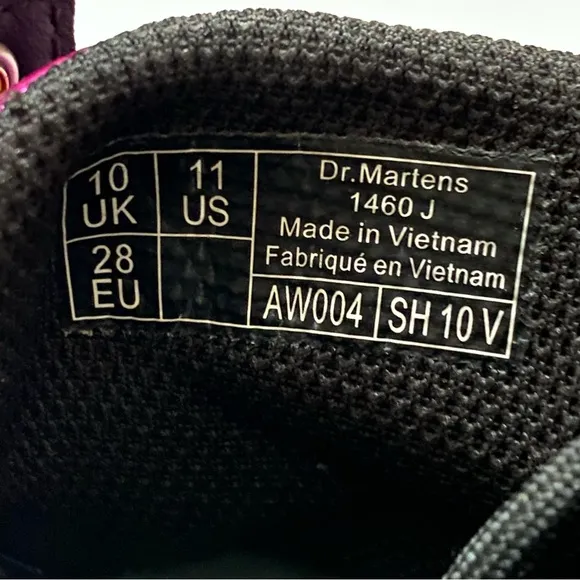 10
UK
11
US
28
EU
Dr.Martens
1460 J
Made in Vietnam
Fabriqué en Vietnam
AW004
SH 10 V